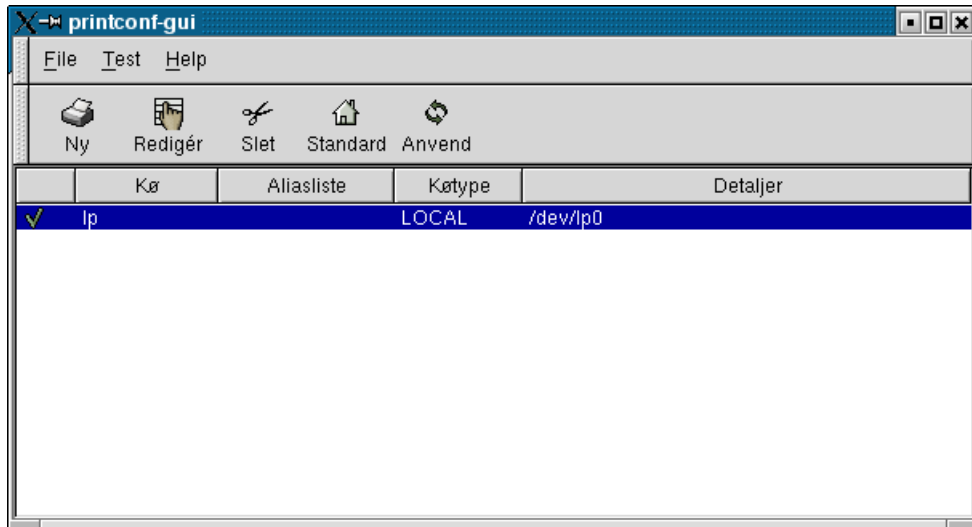 printconf-gui
File Test Help
Ny Redigér Slet Standard Anvend
Kø Aliasliste Køtype Detaljer
lp LOCAL /dev/lp0